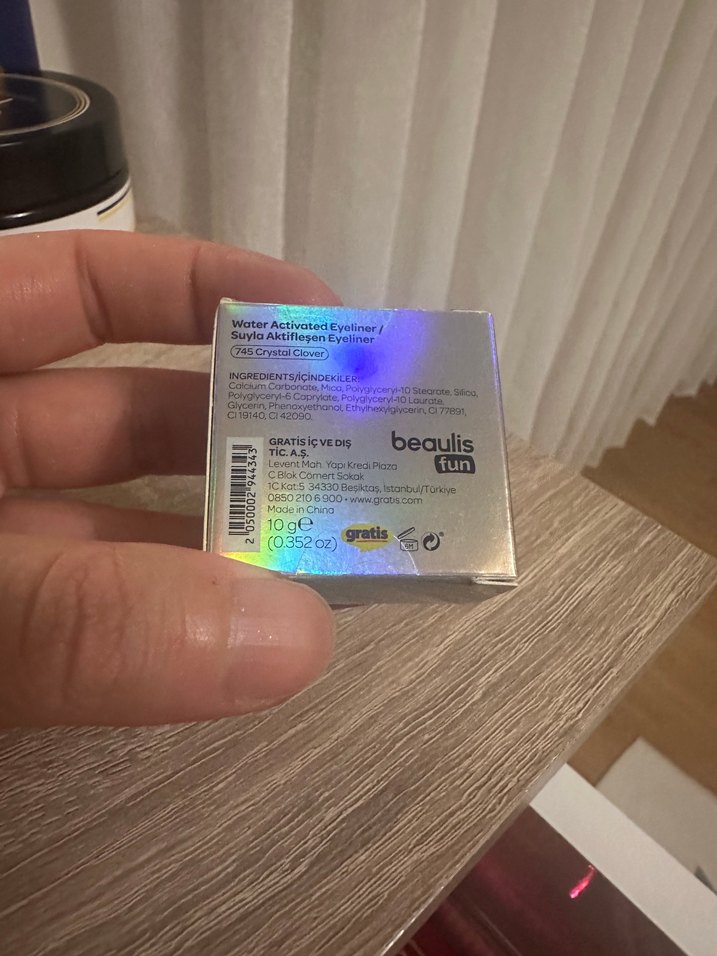 Water Activated Eyeliner /
Suyla Aktifleşen Eyeliner
745 Crystal Clover
INGREDIENTS/İÇİNDEKİLER:
Calcium Carbonate, Mica, Polyglyceryl-10 Stearate, Silica,
Polyglyceryl-6 Caprylate, Polyglyceryl-10 Laurate,
Glycerin, Phenoxyethanol, Ethylhexylglycerin, CI 77891,
CI 19140, CI 42090.
GRATİS İÇ VE DIŞ
TİC. A.Ş.
Levent Mah. Yapı Kredi Plaza
C Blok Cömert Sokak
1C Kat:5 34330 Beşiktaş, İstanbul/Türkiye
0850 210 6 900 • www.gratis.com
Made in China
10 g℮
(0.352 oz)
beaulis
fun
gratis
6M
2 050002 944343